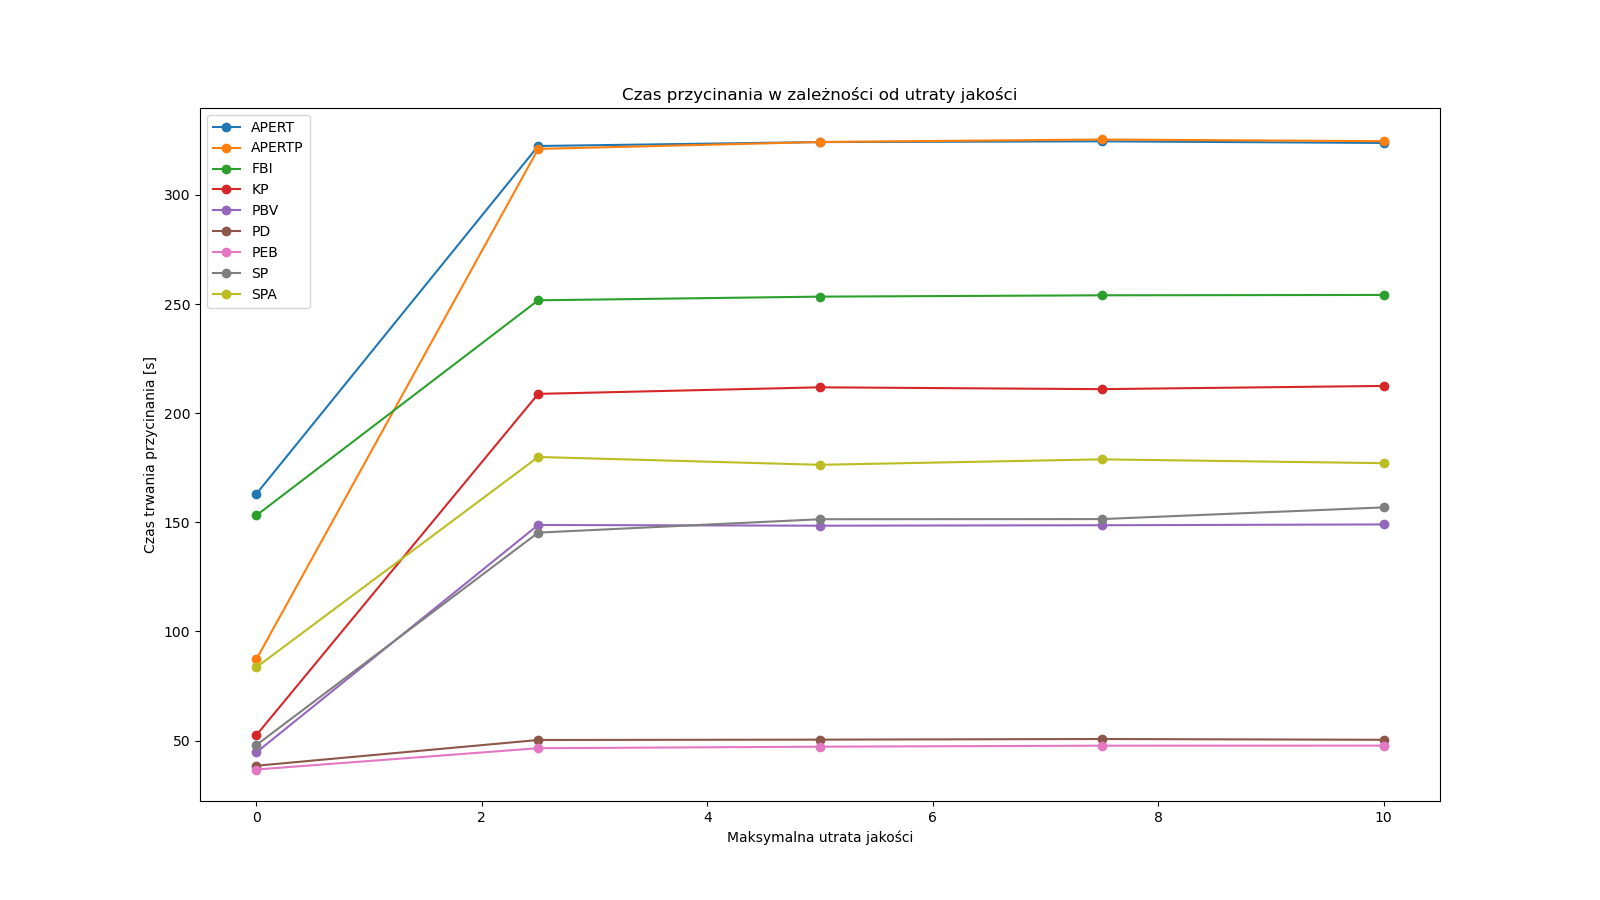 Czas przycinania w zależności od utraty jakości
APERT
APERTP
FBI
KP
PBV
PD
PEB
SP
SPA
Czas trwania przycinania [s]
300
250
200
150
100
50
0 2 4 6 8 10
Maksymalna utrata jakości